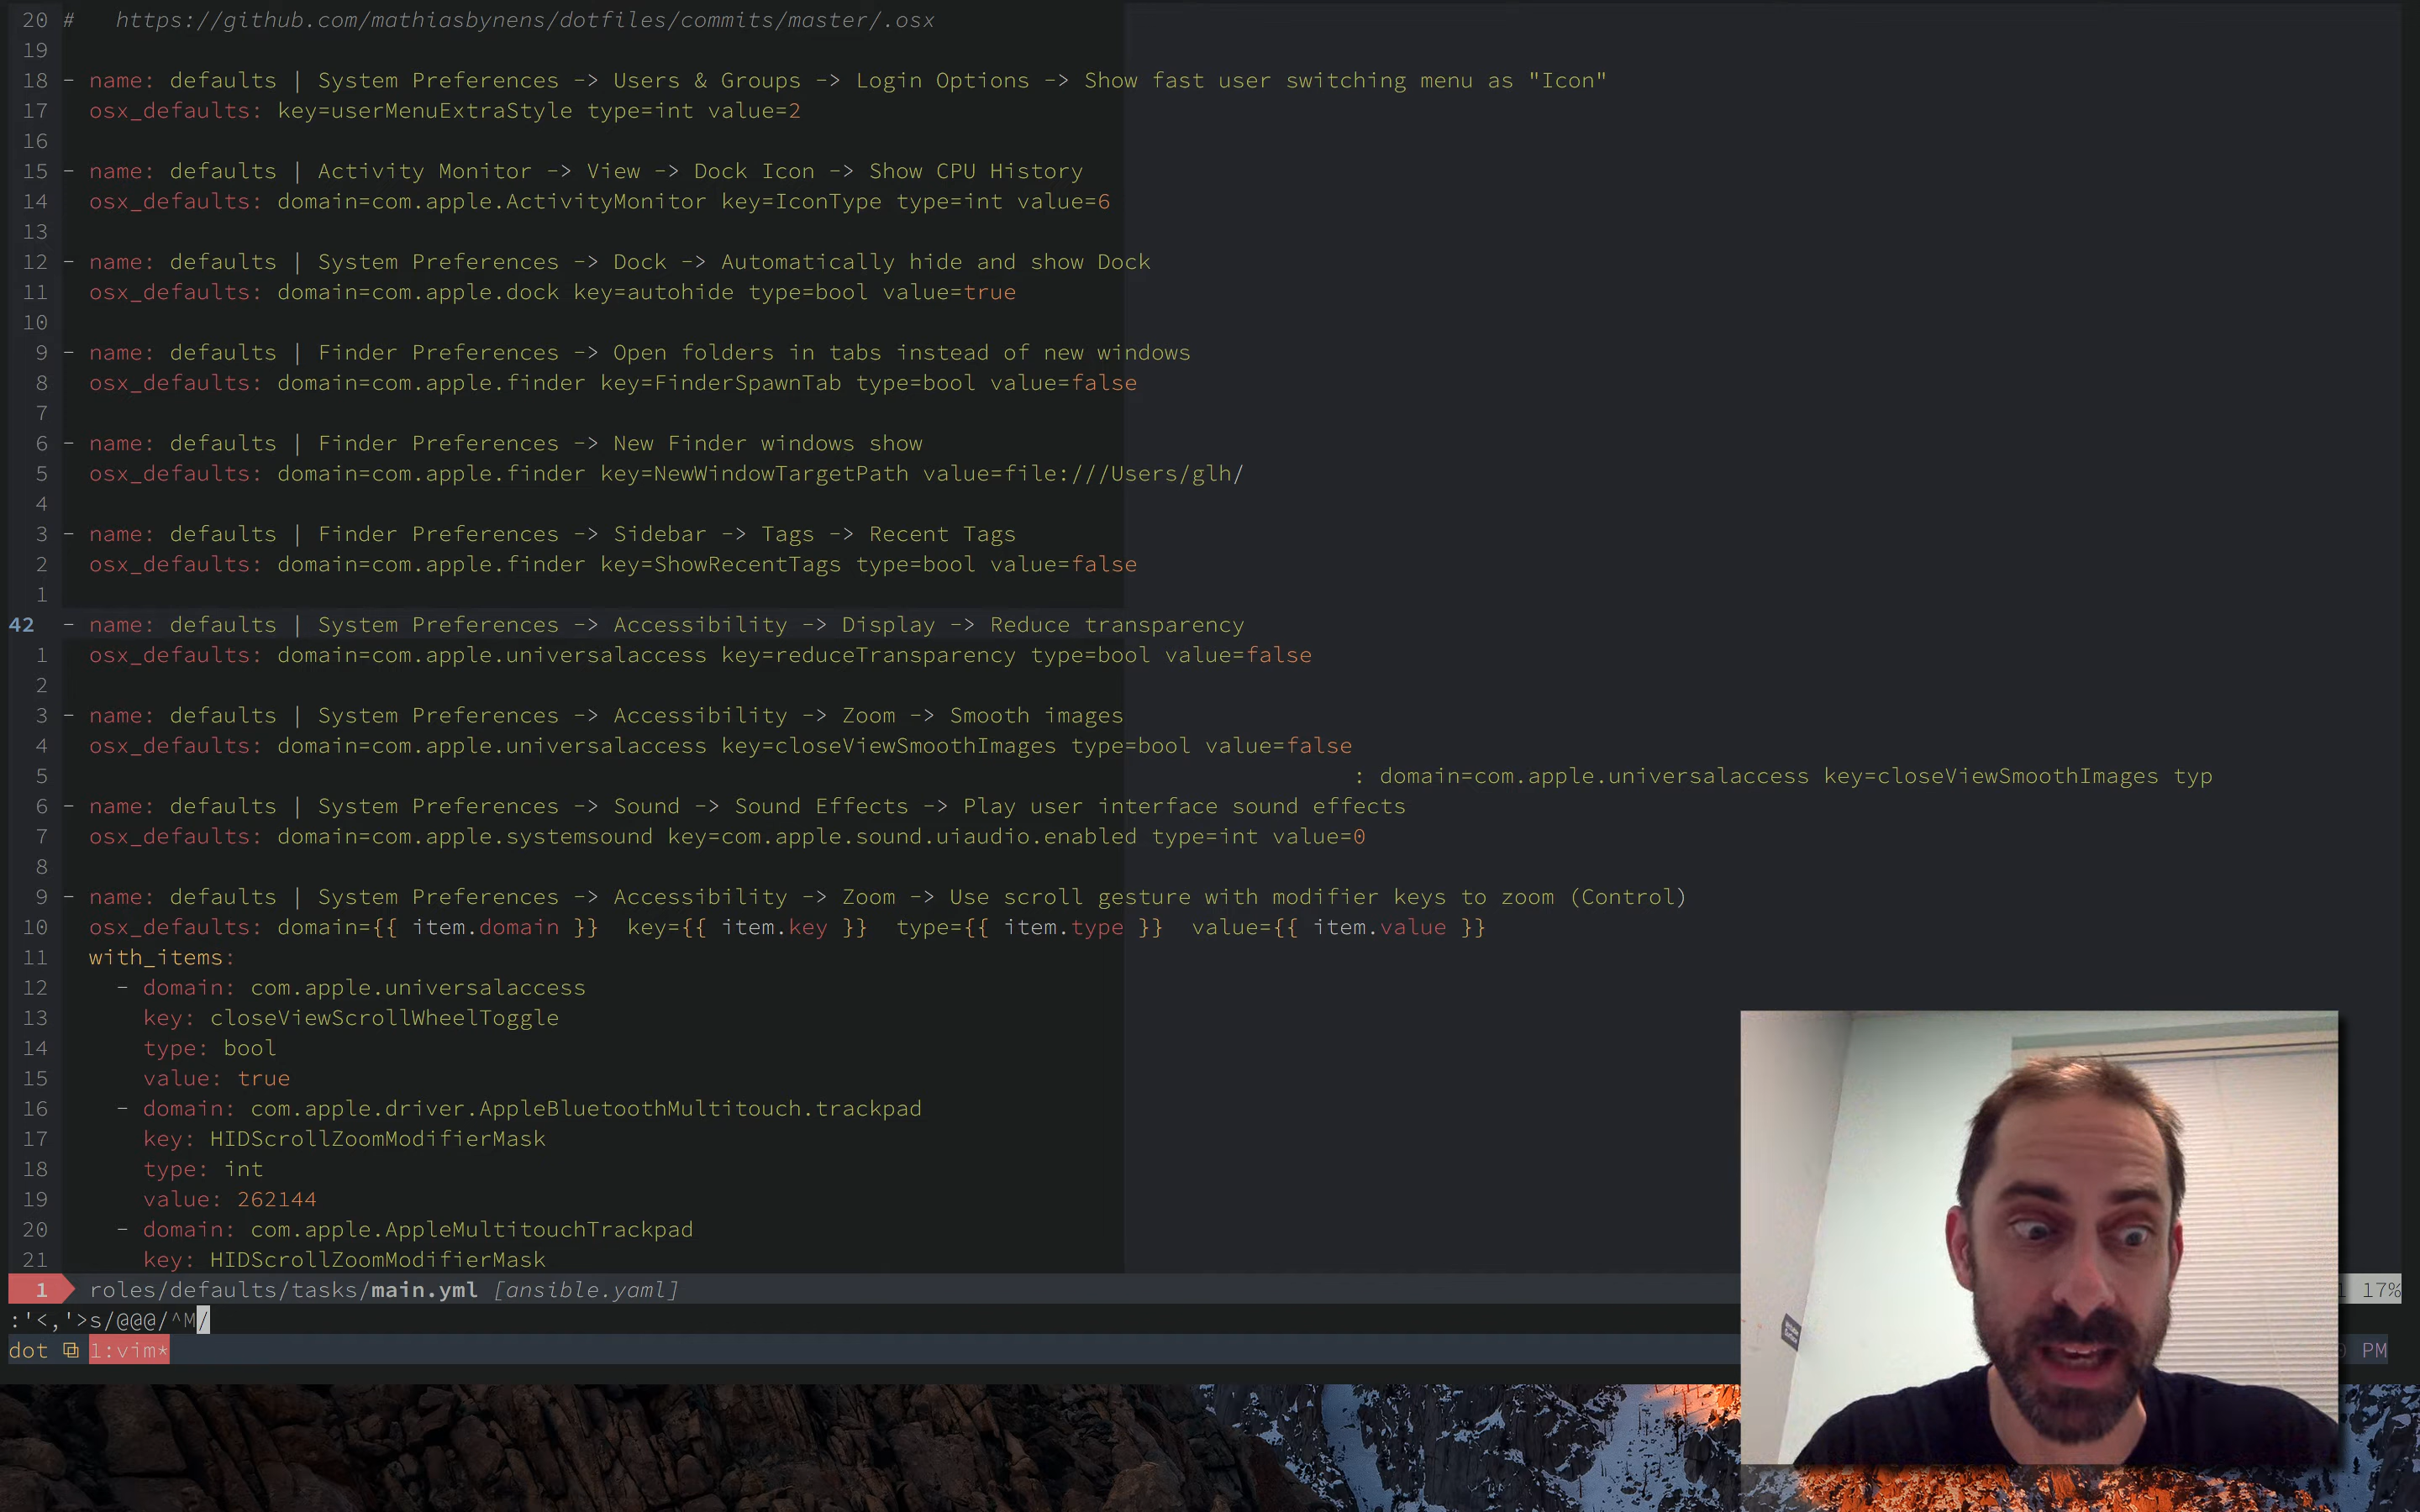 20 #   https://github.com/mathiasbynens/dotfiles/commits/master/.osx
19
18 - name: defaults | System Preferences -> Users & Groups -> Login Options -> Show fast user switching menu as "Icon"
17   osx_defaults: key=userMenuExtraStyle type=int value=2
16
15 - name: defaults | Activity Monitor -> View -> Dock Icon -> Show CPU History
14   osx_defaults: domain=com.apple.ActivityMonitor key=IconType type=int value=6
13
12 - name: defaults | System Preferences -> Dock -> Automatically hide and show Dock
11   osx_defaults: domain=com.apple.dock key=autohide type=bool value=true
10
9 - name: defaults | Finder Preferences -> Open folders in tabs instead of new windows
8   osx_defaults: domain=com.apple.finder key=FinderSpawnTab type=bool value=false
7
6 - name: defaults | Finder Preferences -> New Finder windows show
5   osx_defaults: domain=com.apple.finder key=NewWindowTargetPath value=file:///Users/glh/
4
3 - name: defaults | Finder Preferences -> Sidebar -> Tags -> Recent Tags
2   osx_defaults: domain=com.apple.finder key=ShowRecentTags type=bool value=false
1
42 - name: defaults | System Preferences -> Accessibility -> Display -> Reduce transparency
1   osx_defaults: domain=com.apple.universalaccess key=reduceTransparency type=bool value=false
2
3 - name: defaults | System Preferences -> Accessibility -> Zoom -> Smooth images
4   osx_defaults: domain=com.apple.universalaccess key=closeViewSmoothImages type=bool value=false
5   : domain=com.apple.universalaccess key=closeViewSmoothImages typ
6 - name: defaults | System Preferences -> Sound -> Sound Effects -> Play user interface sound effects
7   osx_defaults: domain=com.apple.systemsound key=com.apple.sound.uiaudio.enabled type=int value=0
8
9 - name: defaults | System Preferences -> Accessibility -> Zoom -> Use scroll gesture with modifier keys to zoom (Control)
10   osx_defaults: domain={{ item.domain }}  key={{ item.key }}  type={{ item.type }}  value={{ item.value }}
11   with_items:
12     - domain: com.apple.universalaccess
13       key: closeViewScrollWheelToggle
14       type: bool
15       value: true
16     - domain: com.apple.driver.AppleBluetoothMultitouch.trackpad
17       key: HIDScrollZoomModifierMask
18       type: int
19       value: 262144
20     - domain: com.apple.AppleMultitouchTrackpad
21       key: HIDScrollZoomModifierMask
1 roles/defaults/tasks/main.yml [ansible.yaml] 17%
:'<,'>s/@@@/^M/
dot 1:vim* PM